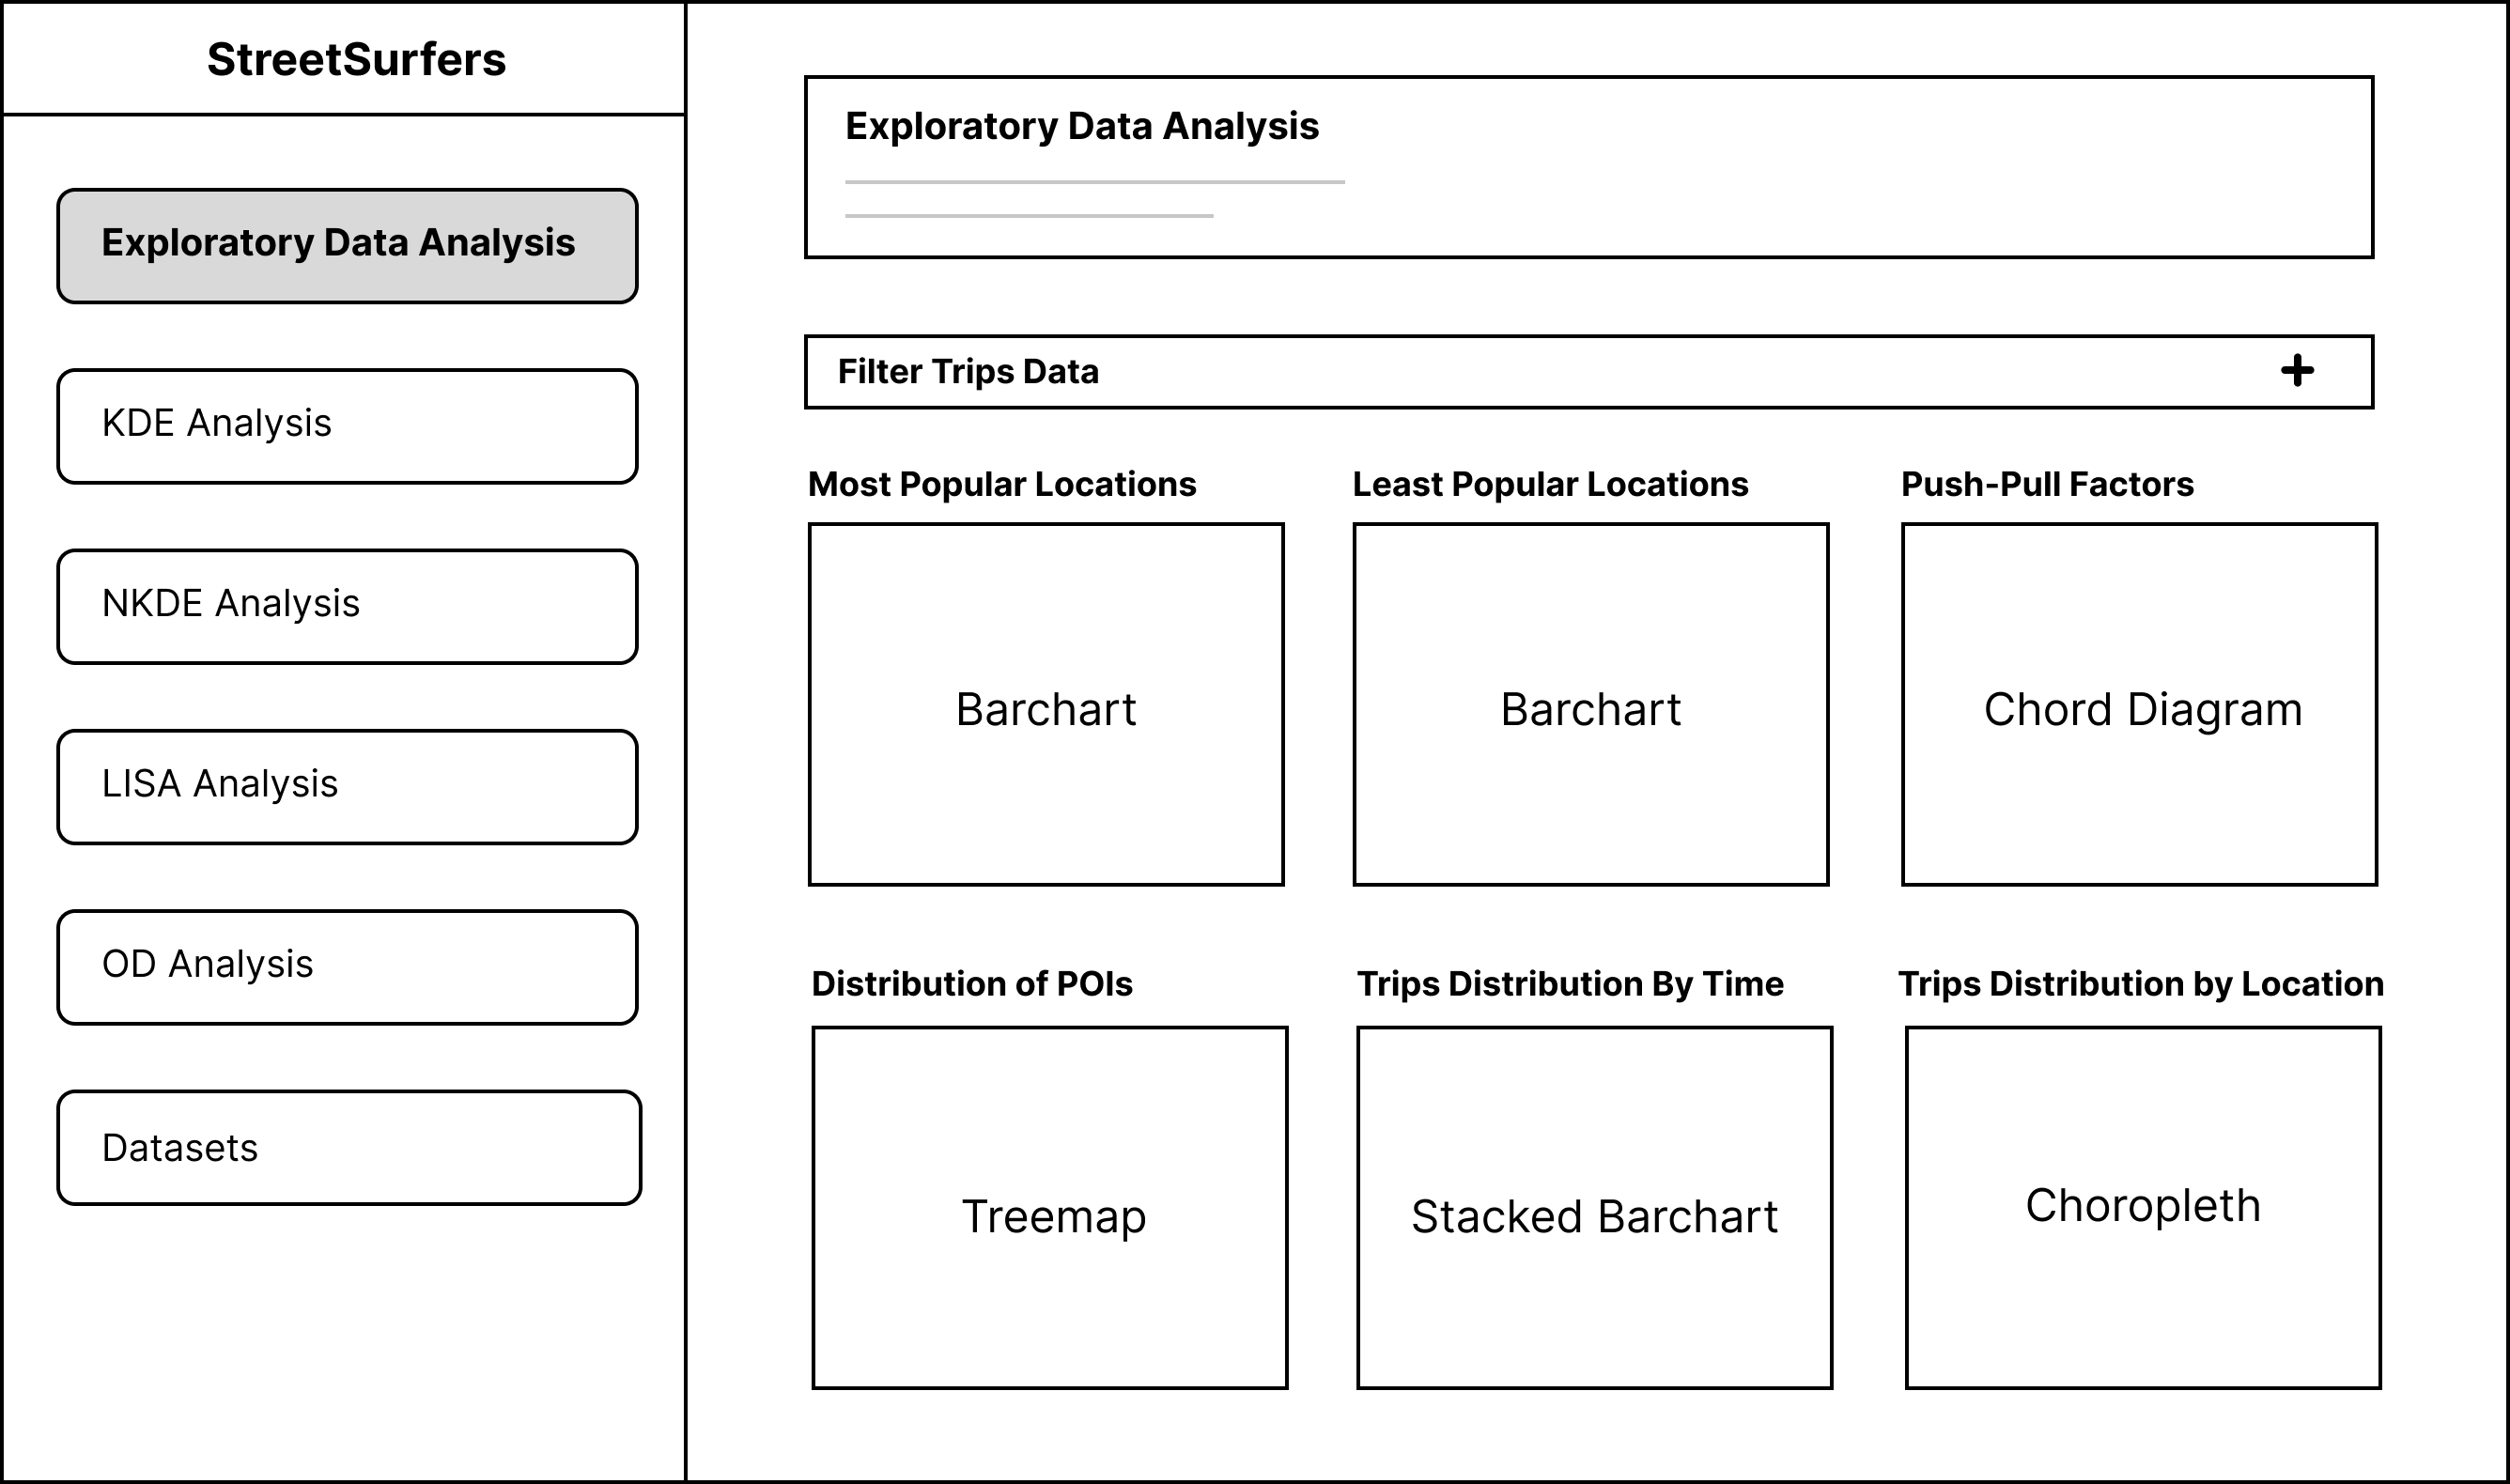 StreetSurfers
Exploratory Data Analysis
KDE Analysis
NKDE Analysis
LISA Analysis
OD Analysis
Datasets
Exploratory Data Analysis
Filter Trips Data
+
Most Popular Locations
Barchart
Least Popular Locations
Barchart
Push-Pull Factors
Chord Diagram
Distribution of POIs
Treemap
Trips Distribution By Time
Stacked Barchart
Trips Distribution by Location
Choropleth